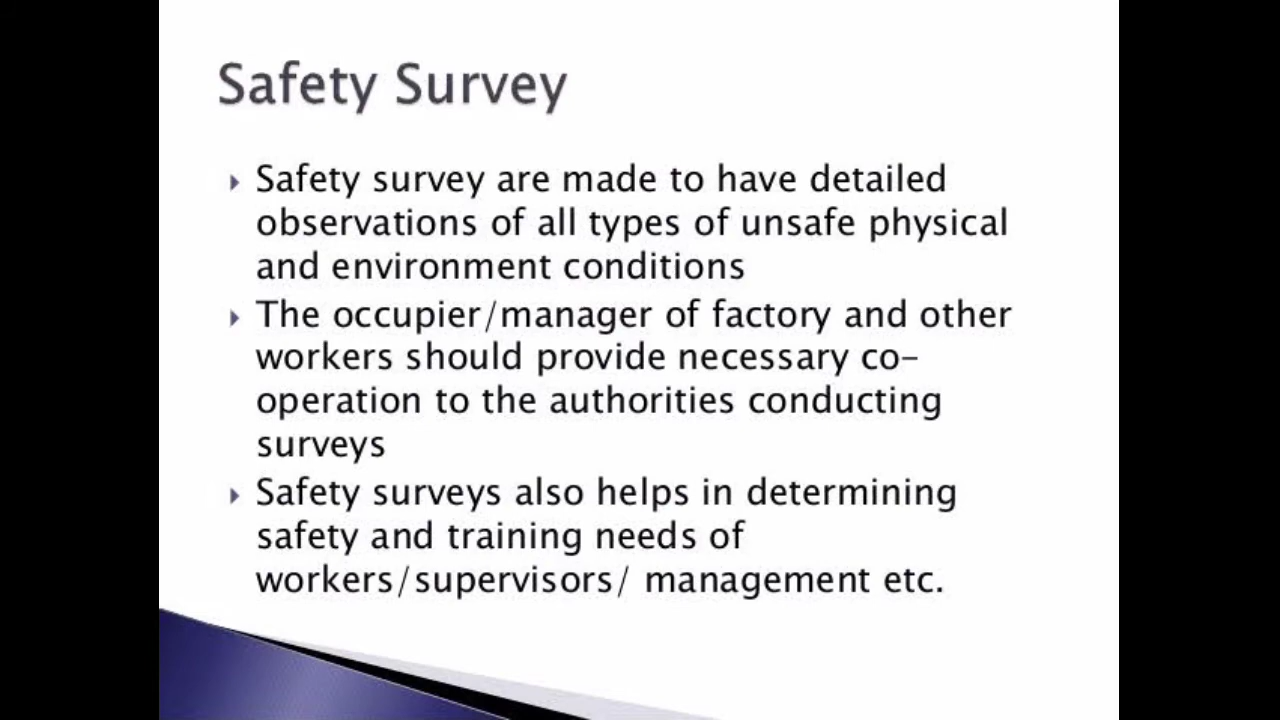 Safety Survey
Safety survey are made to have detailed
observations of all types of unsafe physical
and environment conditions
The occupier/manager of factory and other
workers should provide necessary co-
operation to the authorities conducting
surveys
Safety surveys also helps in determining
safety and training needs of
workers/supervisors/ management etc.